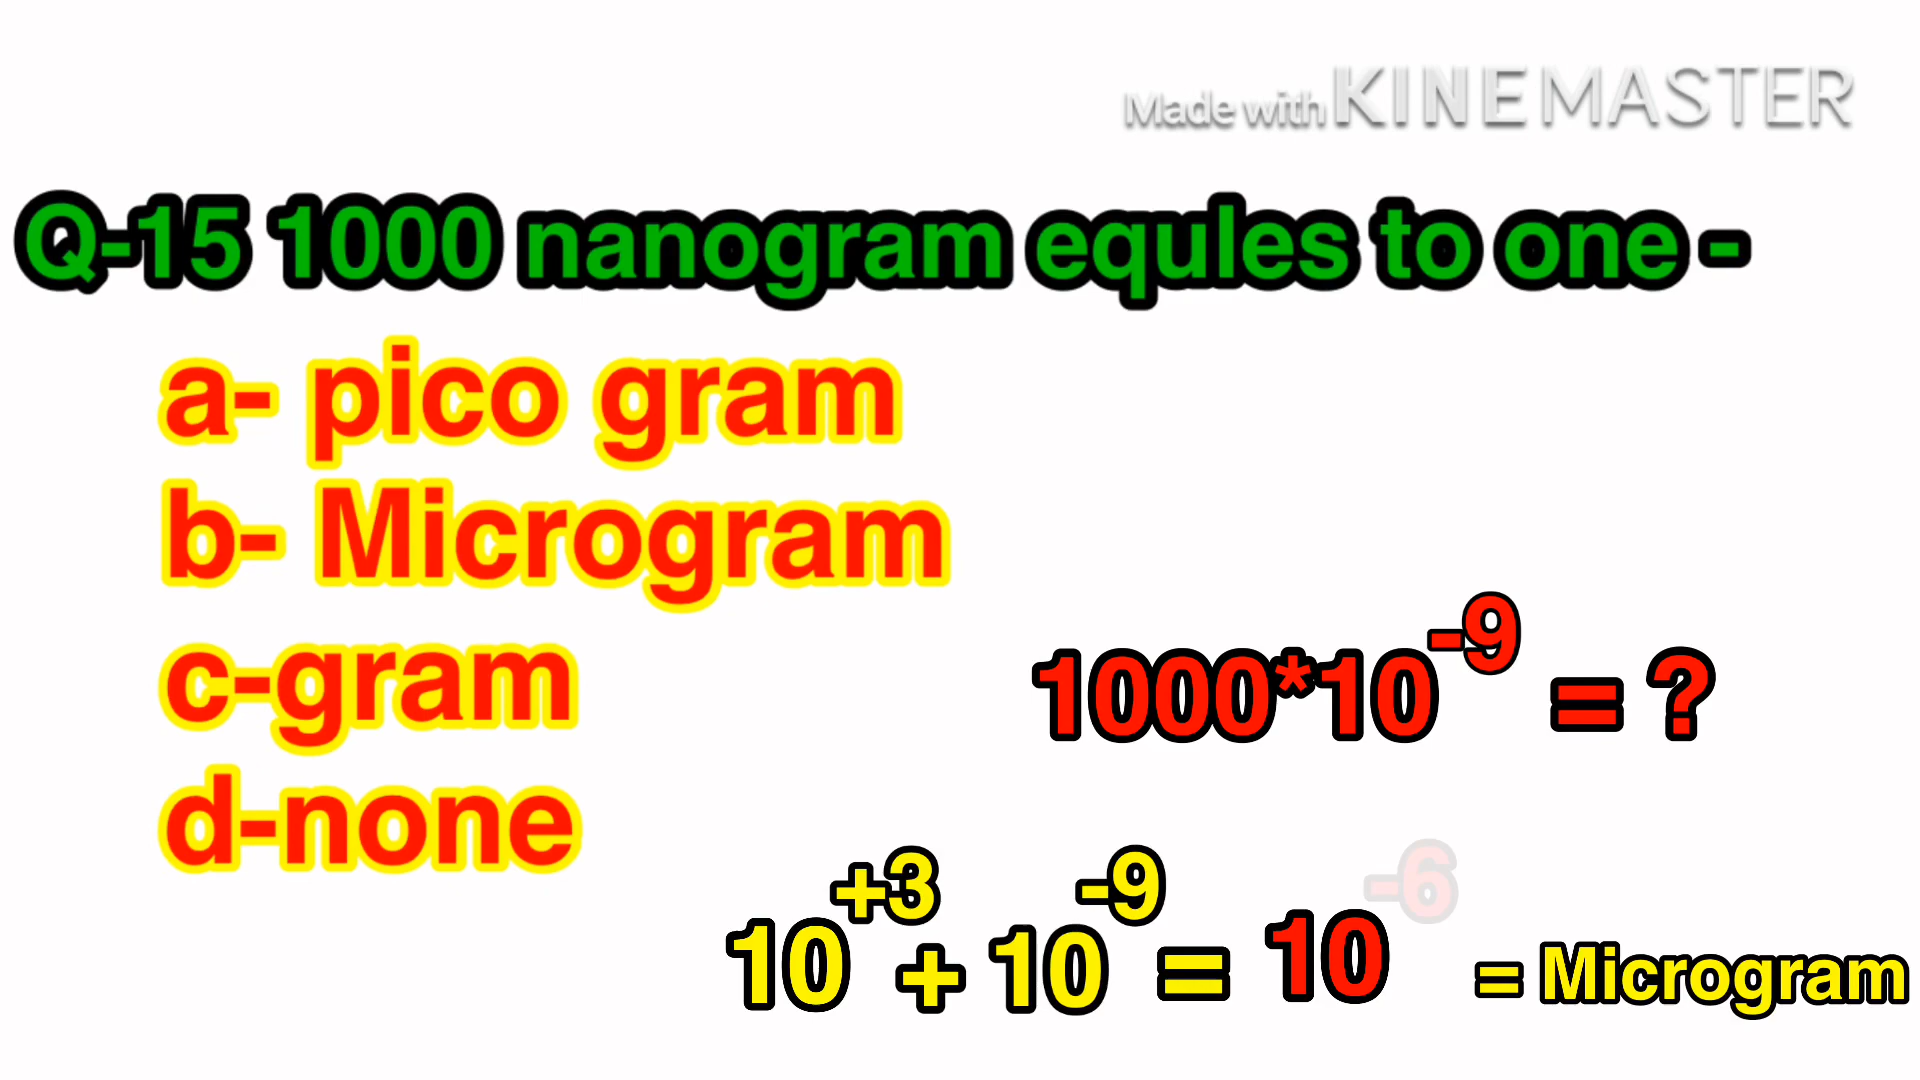 Made with KINEMASTER
Q-15 1000 nanogram equles to one -
a- pico gram
b- Microgram
c-gram
d-none
1000*10-9 = ?
10+3 + 10-9 = 10-6 = Microgram